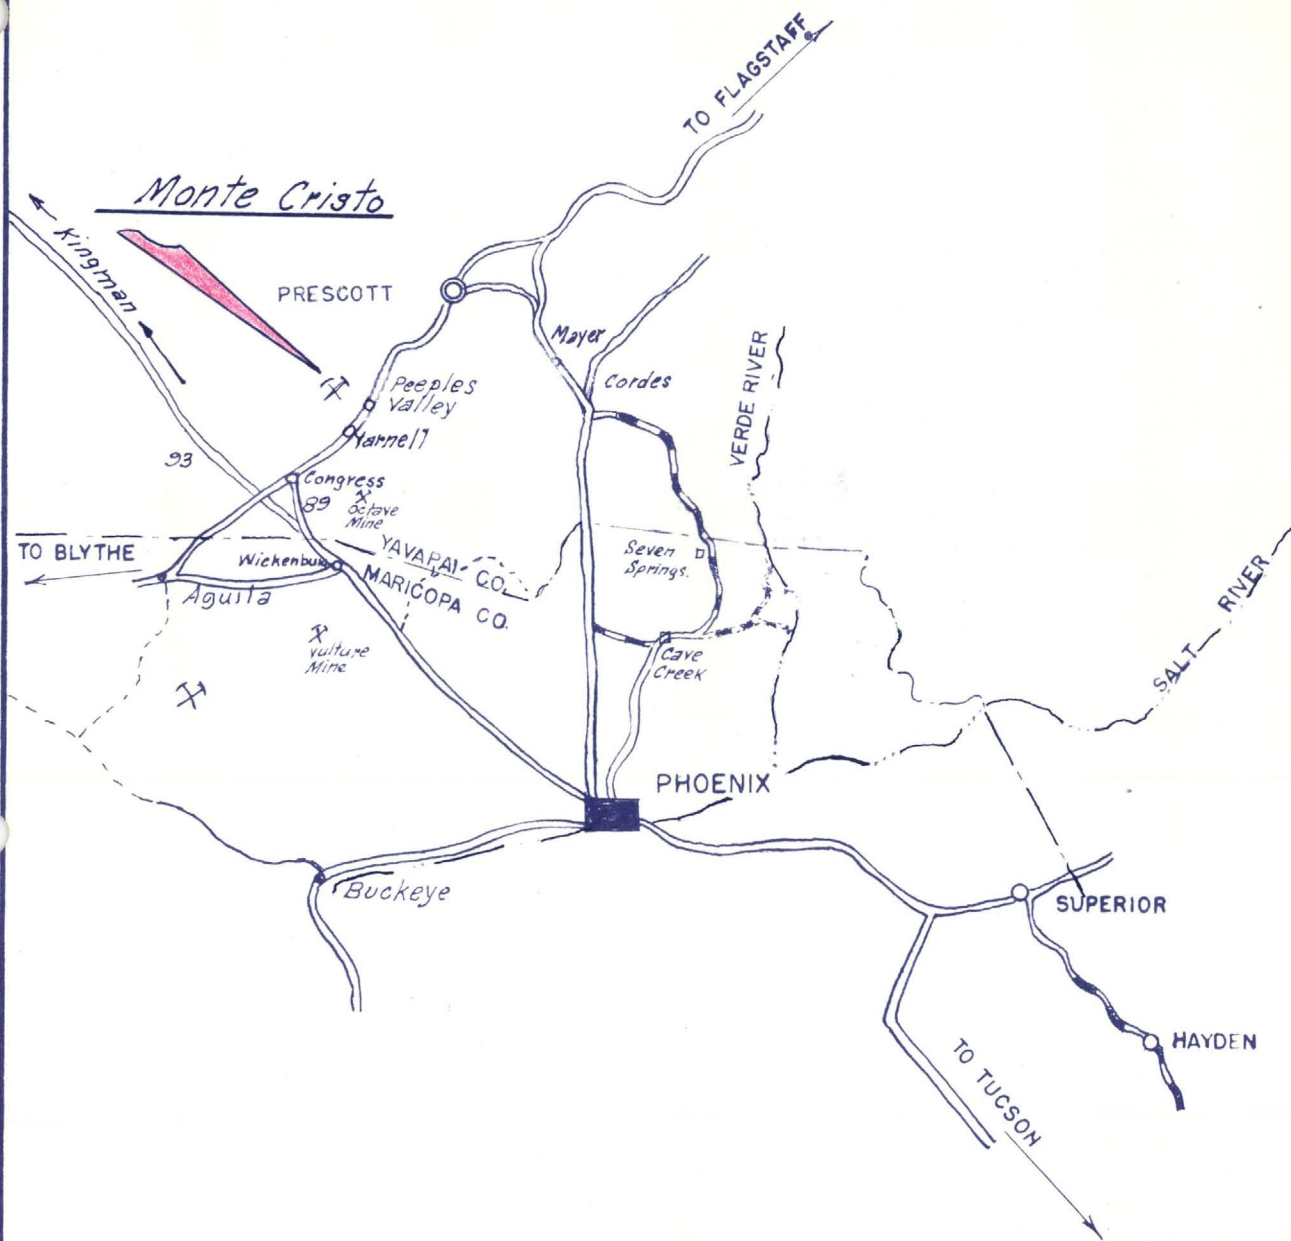 TO FLAGSTAFF
Monte Cristo
Kingman
PRESCOTT
Mayer
Cordes
VERDE RIVER
Peeples
Valley
Yarnell
93
Congress
89
Octave
Mine
TO BLYTHE
YAVAPAI CO.
MARICOPA CO.
Wickenburg
Aguila
Seven
Springs.
SALT RIVER
Vulture
Mine
Cave
Creek
PHOENIX
Buckeye
SUPERIOR
HAYDEN
TO TUCSON